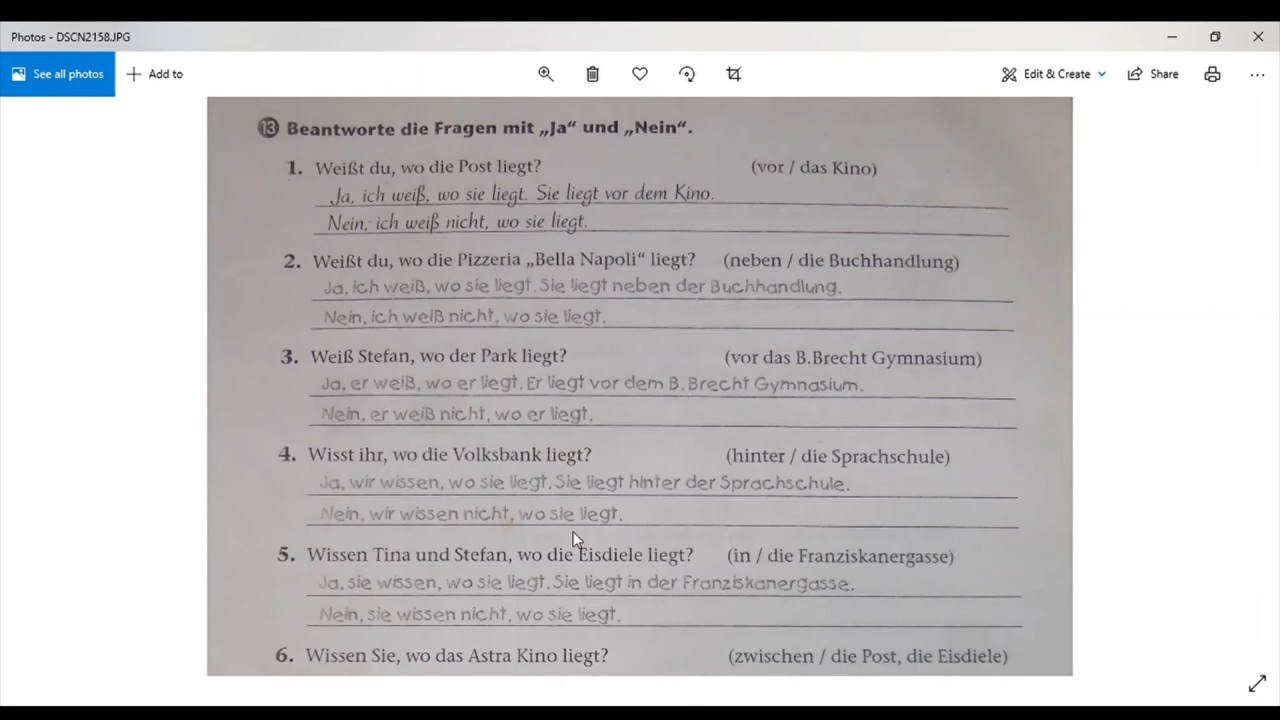 Photos - DSCN2158.JPG
See all photos
Add to
Edit & Create
Share
13 Beantworte die Fragen mit „Ja“ und „Nein“.
1. Weißt du, wo die Post liegt? (vor / das Kino)
Ja, ich weiß, wo sie liegt. Sie liegt vor dem Kino.
Nein, ich weiß nicht, wo sie liegt.
2. Weißt du, wo die Pizzeria „Bella Napoli“ liegt? (neben / die Buchhandlung)
Ja, ich weiß, wo sie liegt. Sie liegt neben der Buchhandlung.
Nein, ich weiß nicht, wo sie liegt.
3. Weiß Stefan, wo der Park liegt? (vor das B.Brecht Gymnasium)
Ja, er weiß, wo er liegt. Er liegt vor dem B. Brecht Gymnasium.
Nein, er weiß nicht, wo er liegt.
4. Wisst ihr, wo die Volksbank liegt? (hinter / die Sprachschule)
Ja, wir wissen, wo sie liegt. Sie liegt hinter der Sprachschule.
Nein, wir wissen nicht, wo sie liegt.
5. Wissen Tina und Stefan, wo die Eisdiele liegt? (in / die Franziskanergasse)
Ja, sie wissen, wo sie liegt. Sie liegt in der Franziskanergasse.
Nein, sie wissen nicht, wo sie liegt.
6. Wissen Sie, wo das Astra Kino liegt? (zwischen / die Post, die Eisdiele)